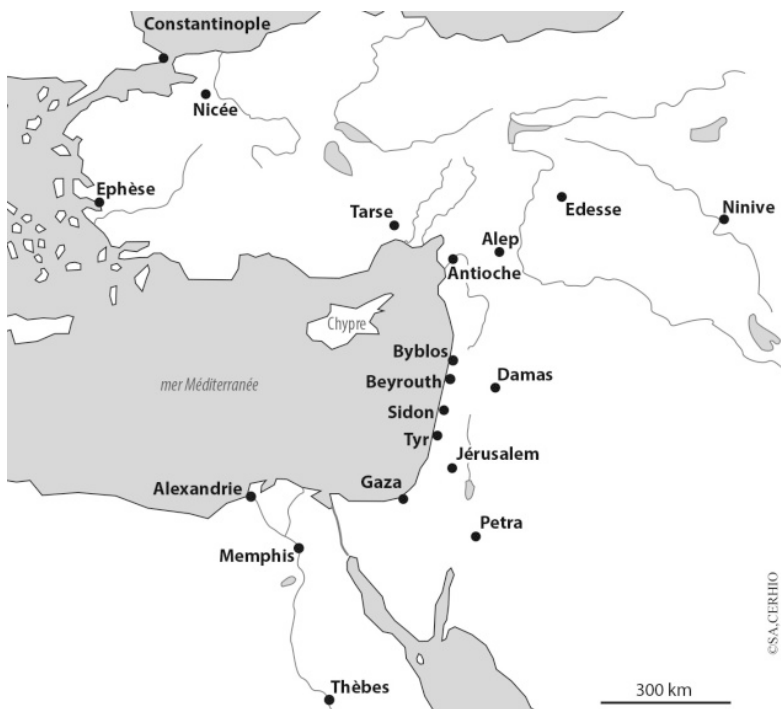 Constantinople
Nicée
Ephèse
Tarse
Edesse
Ninive
Alep
Antioche
Chypre
Byblos
mer Méditerranée
Beyrouth
Damas
Sidon
Tyr
Jérusalem
Alexandrie
Gaza
Petra
Memphis
©SA,CERHIO
Thèbes
300 km